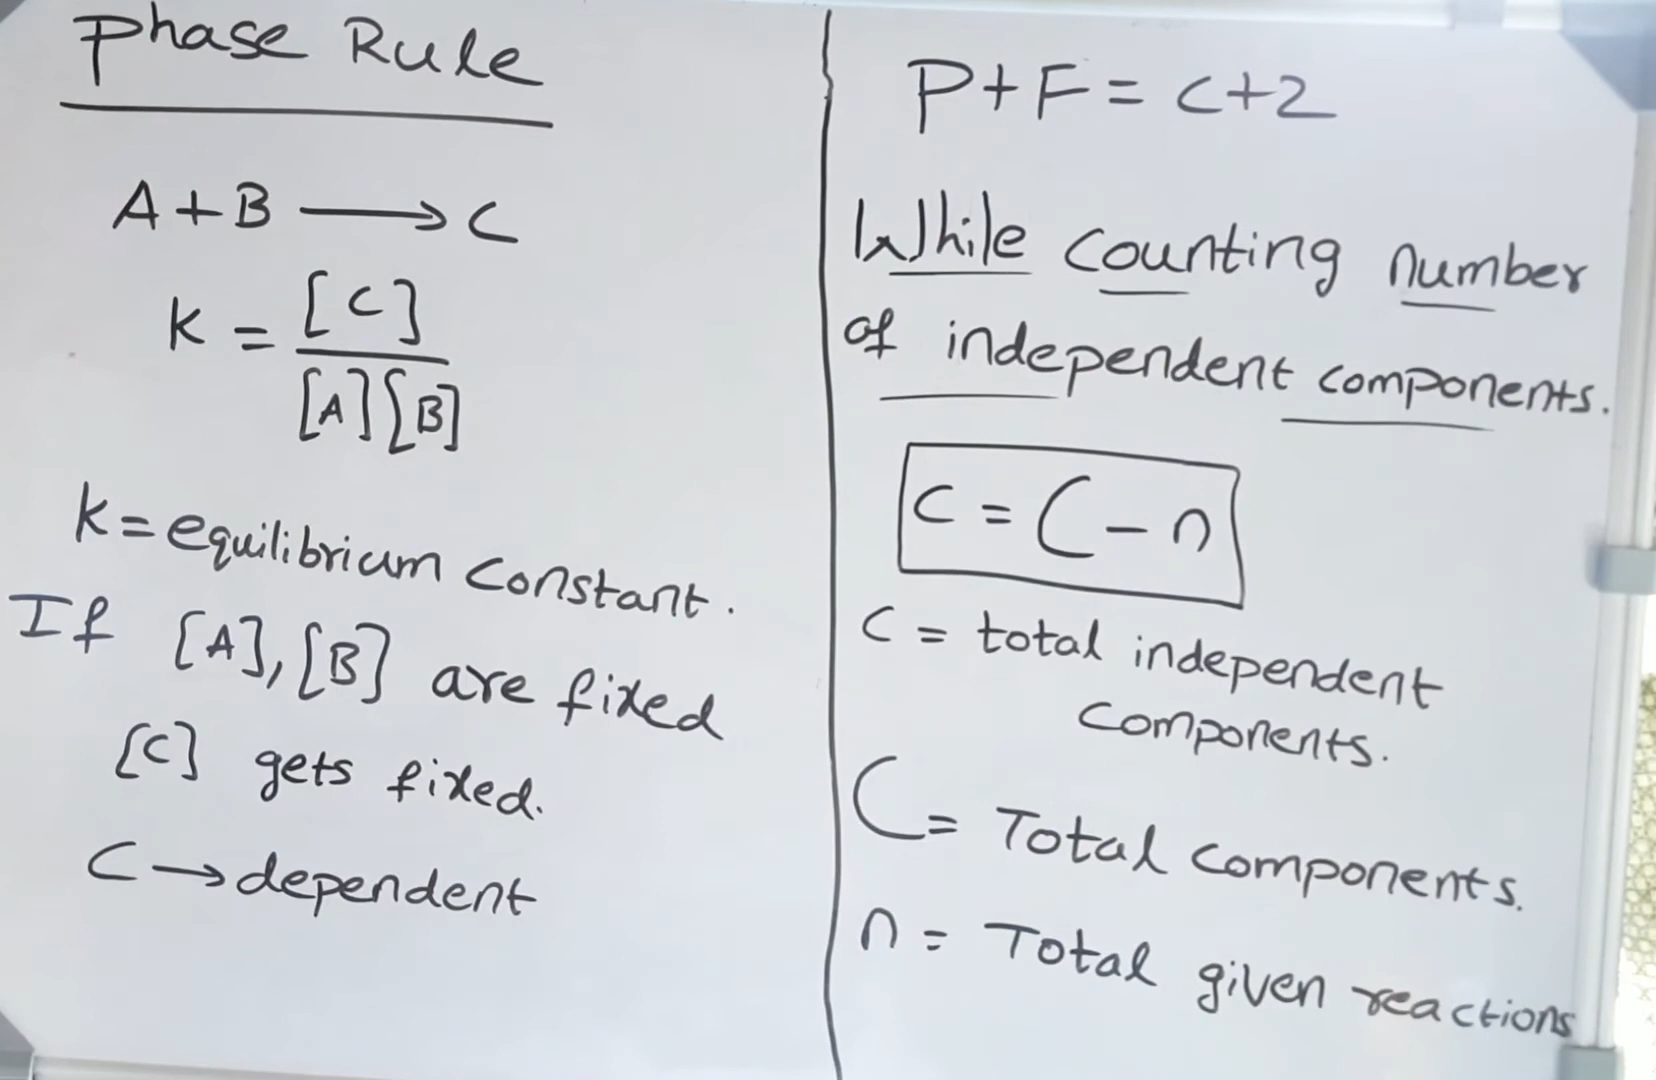 Phase Rule
A + B ⟶ C
K = [C]
[A][B]
K = equilibrium constant.
If [A], [B] are fixed
[C] gets fixed.
C → dependent
P + F = C + 2
While counting number
of independent components.
C = C - n
C = total independent
components.
C = Total components.
n = Total given reactions